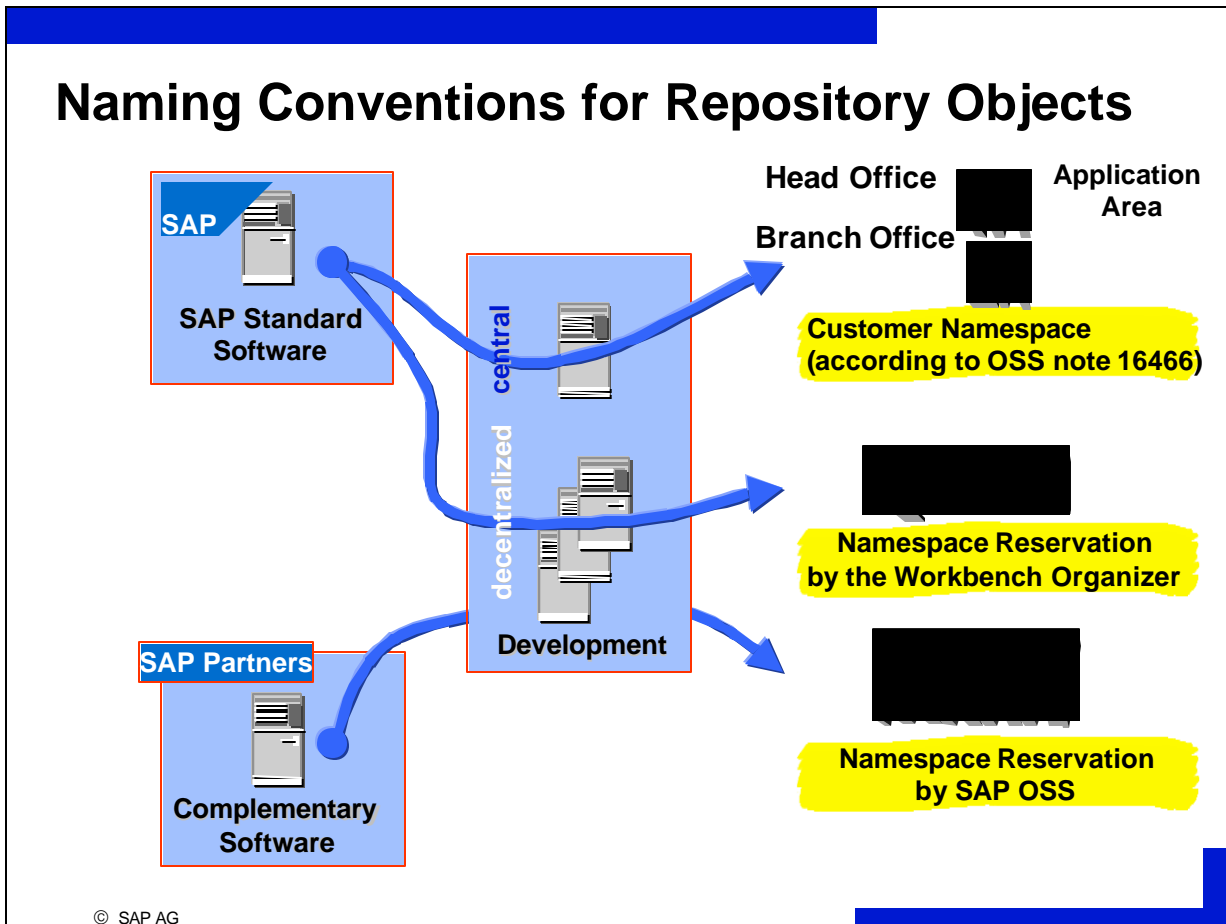 Naming Conventions for Repository Objects
SAP
SAP Standard
Software
central
decentralized
Development
SAP Partners
Complementary
Software
Head Office
Application
Area
Branch Office
Customer Namespace
(according to OSS note 16466)
Namespace Reservation
by the Workbench Organizer
Namespace Reservation
by SAP OSS
© SAP AG